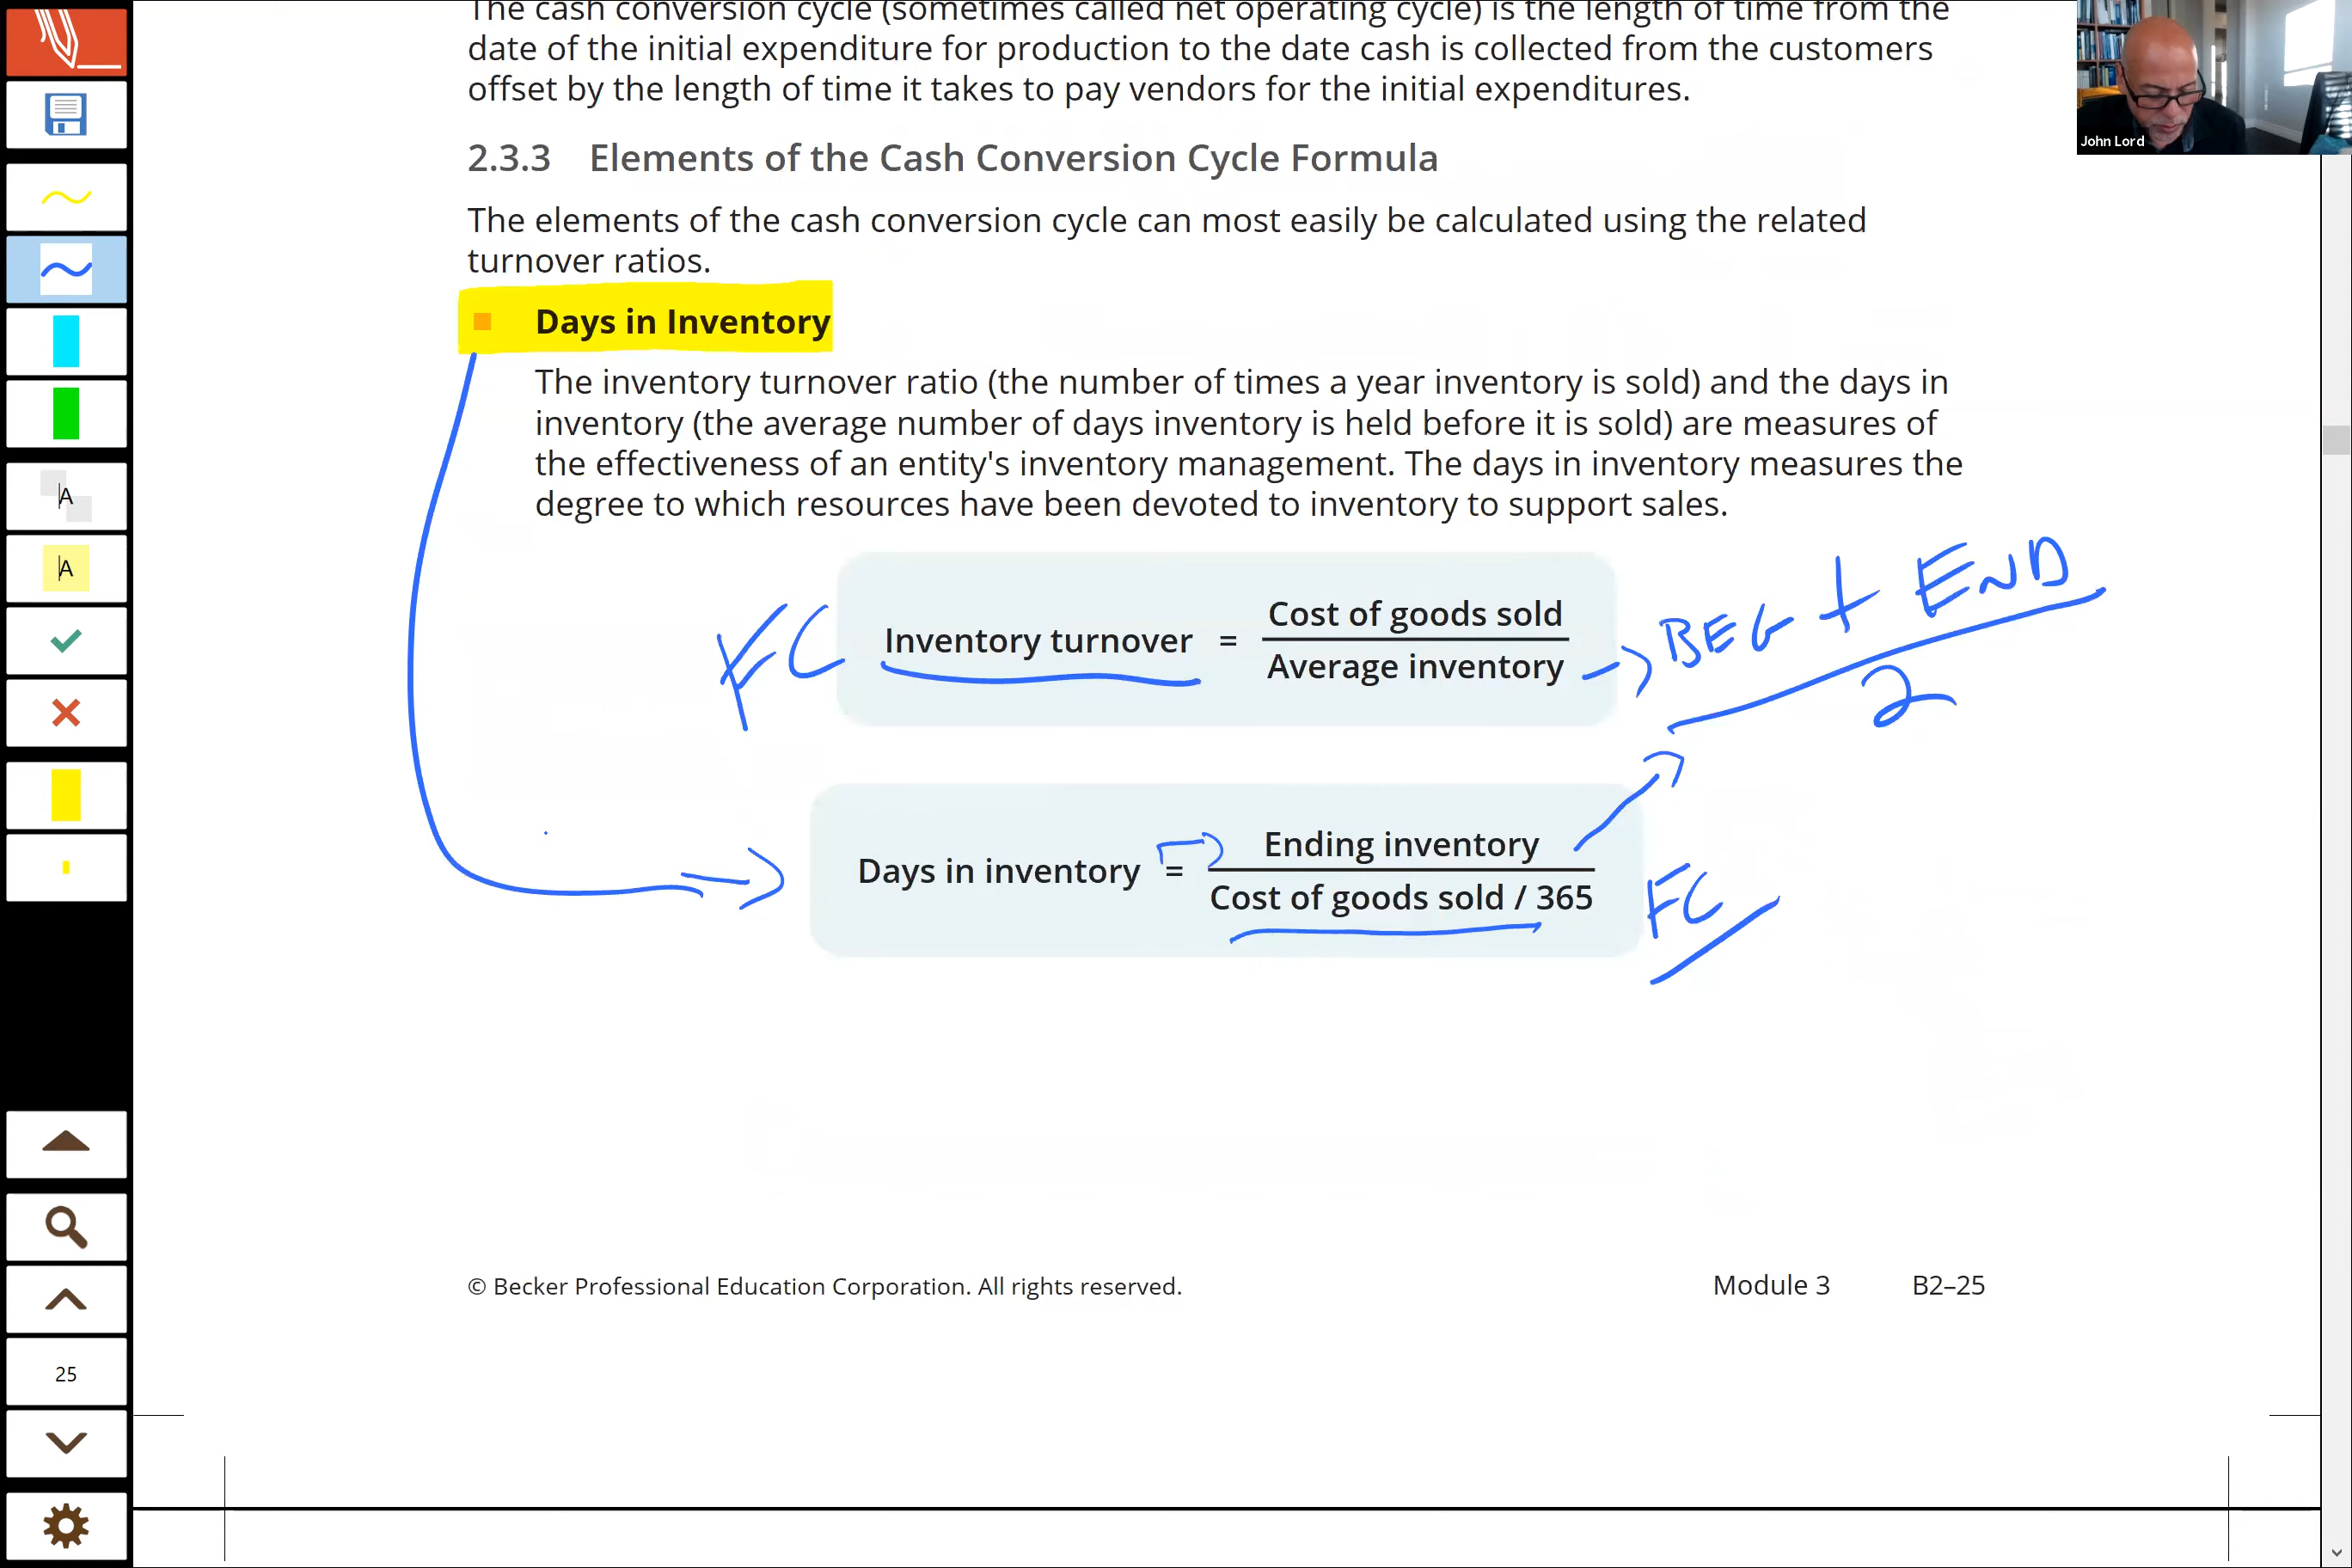 The cash conversion cycle (sometimes called net operating cycle) is the length of time from the
date of the initial expenditure for production to the date cash is collected from the customers
offset by the length of time it takes to pay vendors for the initial expenditures.
John Lord
2.3.3 Elements of the Cash Conversion Cycle Formula
The elements of the cash conversion cycle can most easily be calculated using the related
turnover ratios.
Days in Inventory
The inventory turnover ratio (the number of times a year inventory is sold) and the days in
inventory (the average number of days inventory is held before it is sold) are measures of
the effectiveness of an entity's inventory management. The days in inventory measures the
degree to which resources have been devoted to inventory to support sales.
A
A
FC
Inventory turnover = Cost of goods sold / Average inventory
BEG + END
2
Days in inventory = Ending inventory
Cost of goods sold / 365
FC
© Becker Professional Education Corporation. All rights reserved.
Module 3 B2–25
25